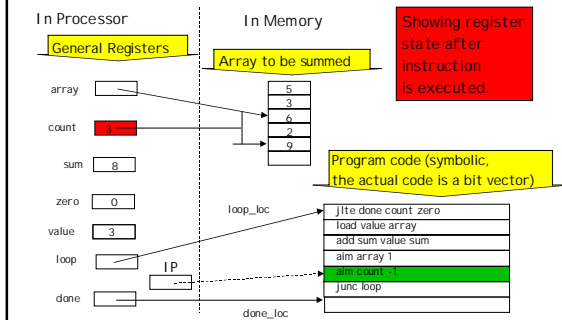 In Processor
In Memory
Showing register
state after
instruction
is executed.
General Registers
Array to be summed
array
count
3
sum
8
zero
0
value
3
loop
IP
done
5
3
6
2
9
Program code (symbolic,
the actual code is a bit vector)
loop_loc
jlte done count zero
load value array
add sum value sum
aim array 1
aim count -1
junc loop
done_loc